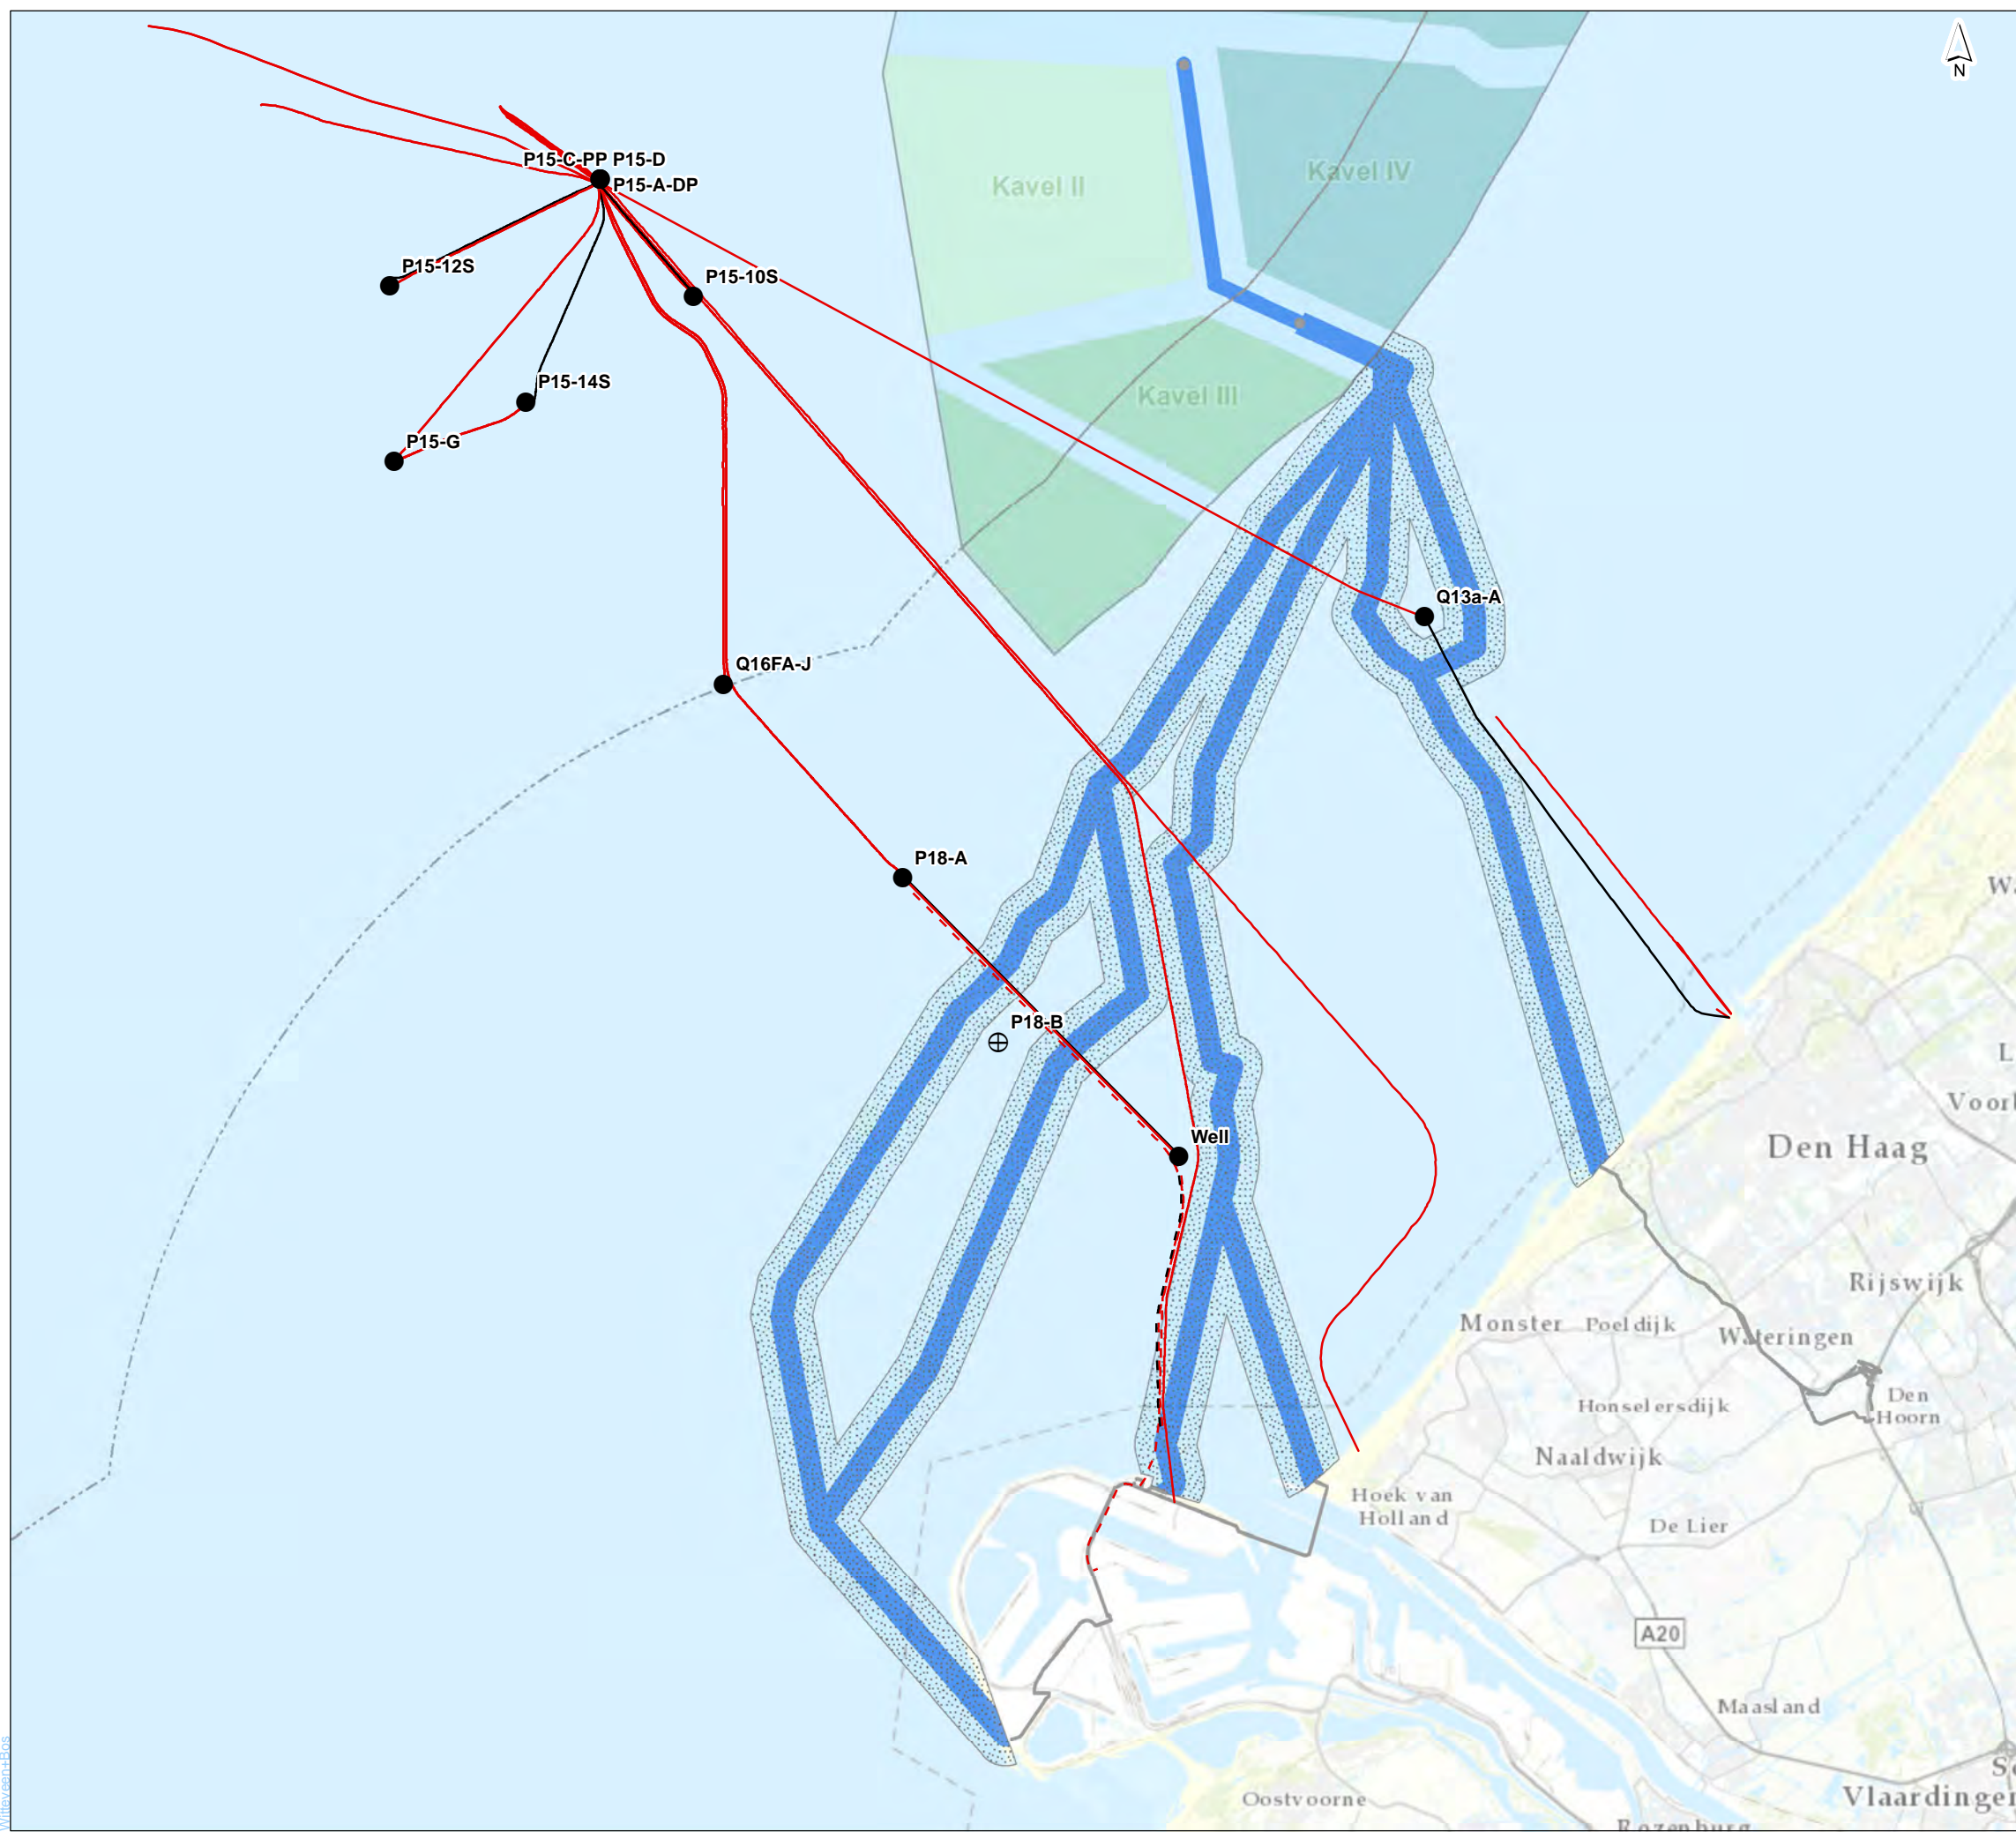 N
P15-C-PP P15-D
P15-A-DP
Kavel II
Kavel IV
P15-12S
P15-10S
P15-14S
Kavel III
P15-G
Q13a-A
Q16FA-J
P18-A
P18-B
Well
Den Haag
Rijswijk
Monster
Poeldijk
Wateringen
Den
Hoorn
Honselersdijk
Naaldwijk
Hoek van
Holland
De Lier
A20
Maasland
Vlaardingen
Oostvoorne
Rozenburg
Witteveen+Bos